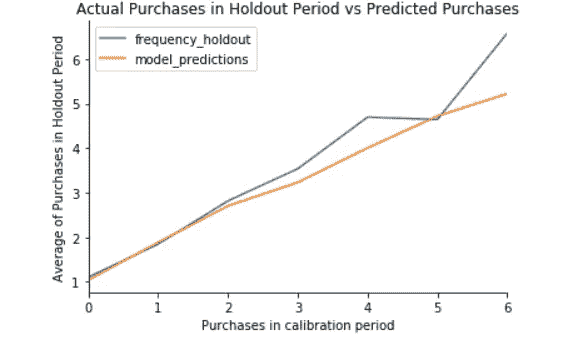 Actual Purchases in Holdout Period vs Predicted Purchases
frequency_holdout
model_predictions
Average of Purchases in Holdout Period
6
5
4
3
2
1
0 1 2 3 4 5 6
Purchases in calibration period